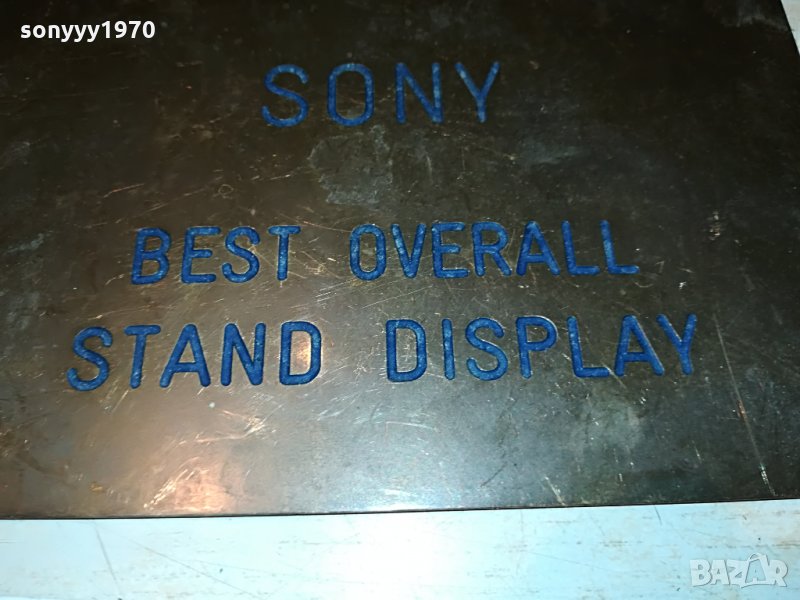 sonyyy1970
SONY
BEST OVERALL
STAND DISPLAY
BAZAR